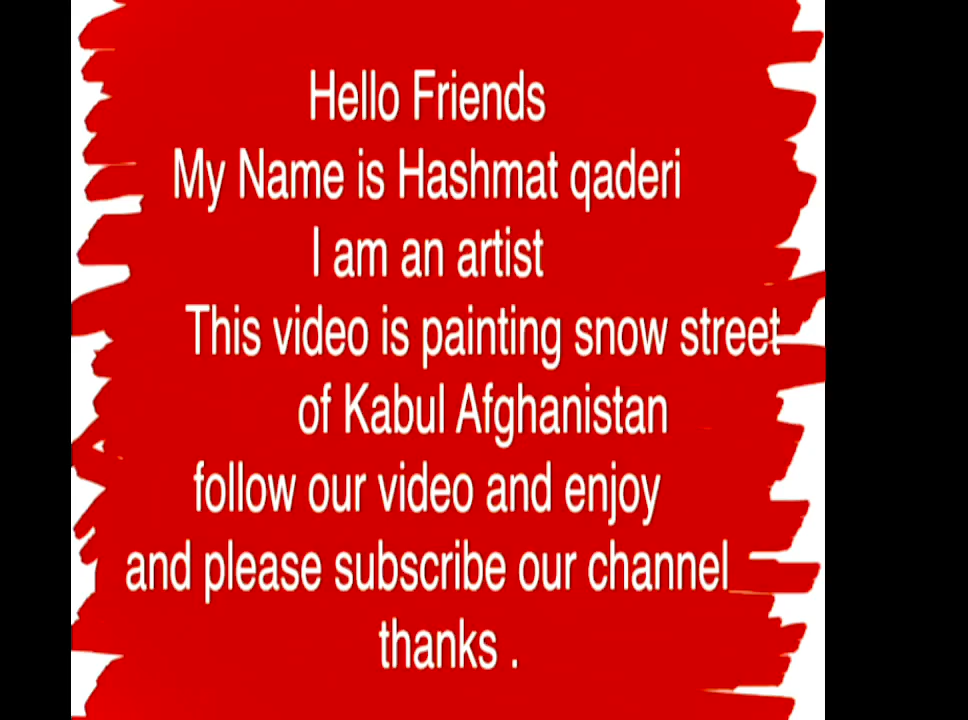 Hello Friends
My Name is Hashmat qaderi
I am an artist
This video is painting snow street
of Kabul Afghanistan
follow our video and enjoy
and please subscribe our channel
thanks .